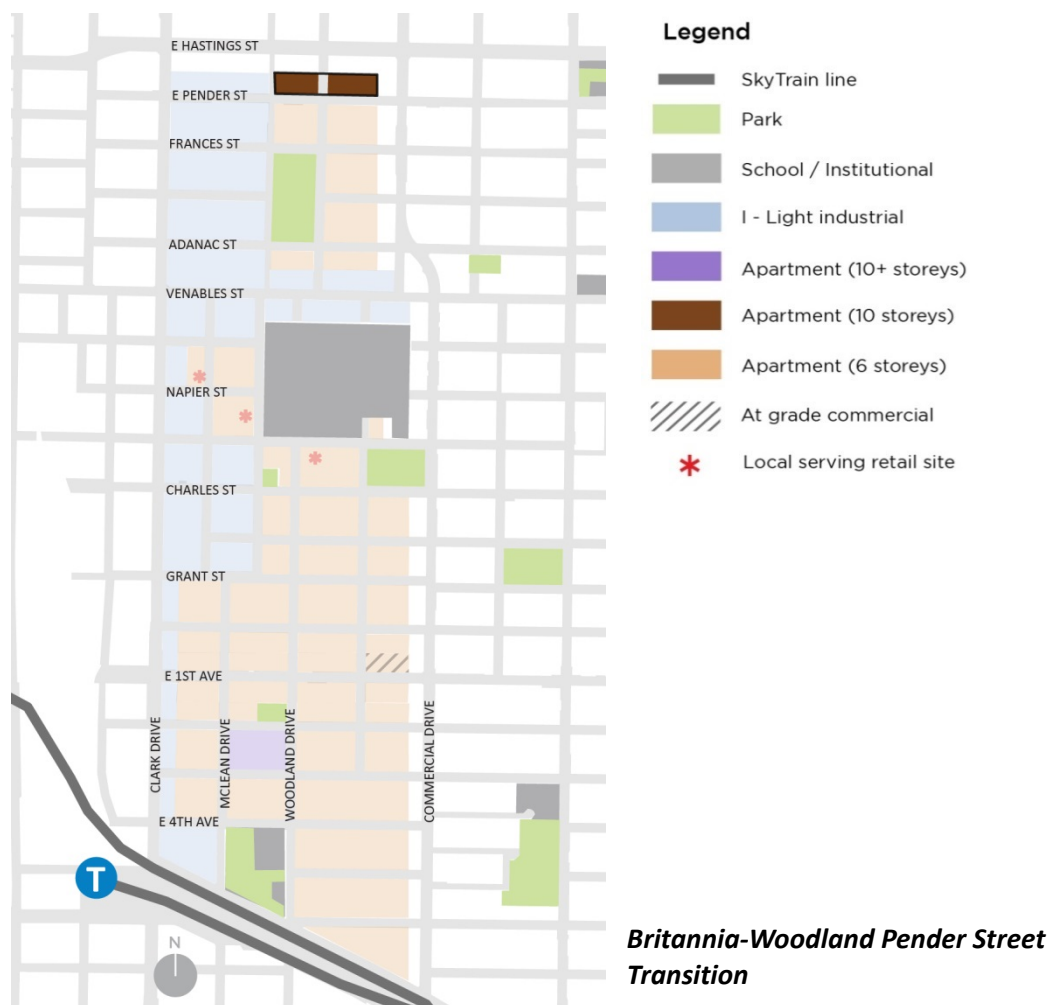 E HASTINGS ST
E PENDER ST
FRANCES ST
ADANAC ST
VENABLES ST
NAPIER ST
CHARLES ST
GRANT ST
E 1ST AVE
CLARK DRIVE
MCLEAN DRIVE
WOODLAND DRIVE
COMMERCIAL DRIVE
E 4TH AVE
T
N
Legend
SkyTrain line
Park
School / Institutional
I - Light industrial
Apartment (10+ storeys)
Apartment (10 storeys)
Apartment (6 storeys)
At grade commercial
Local serving retail site
Britannia-Woodland Pender Street
Transition